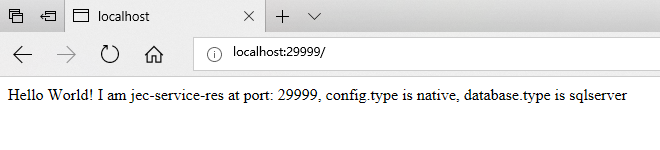 localhost
localhost:29999/
Hello World! I am jec-service-res at port: 29999, config.type is native, database.type is sqlserver